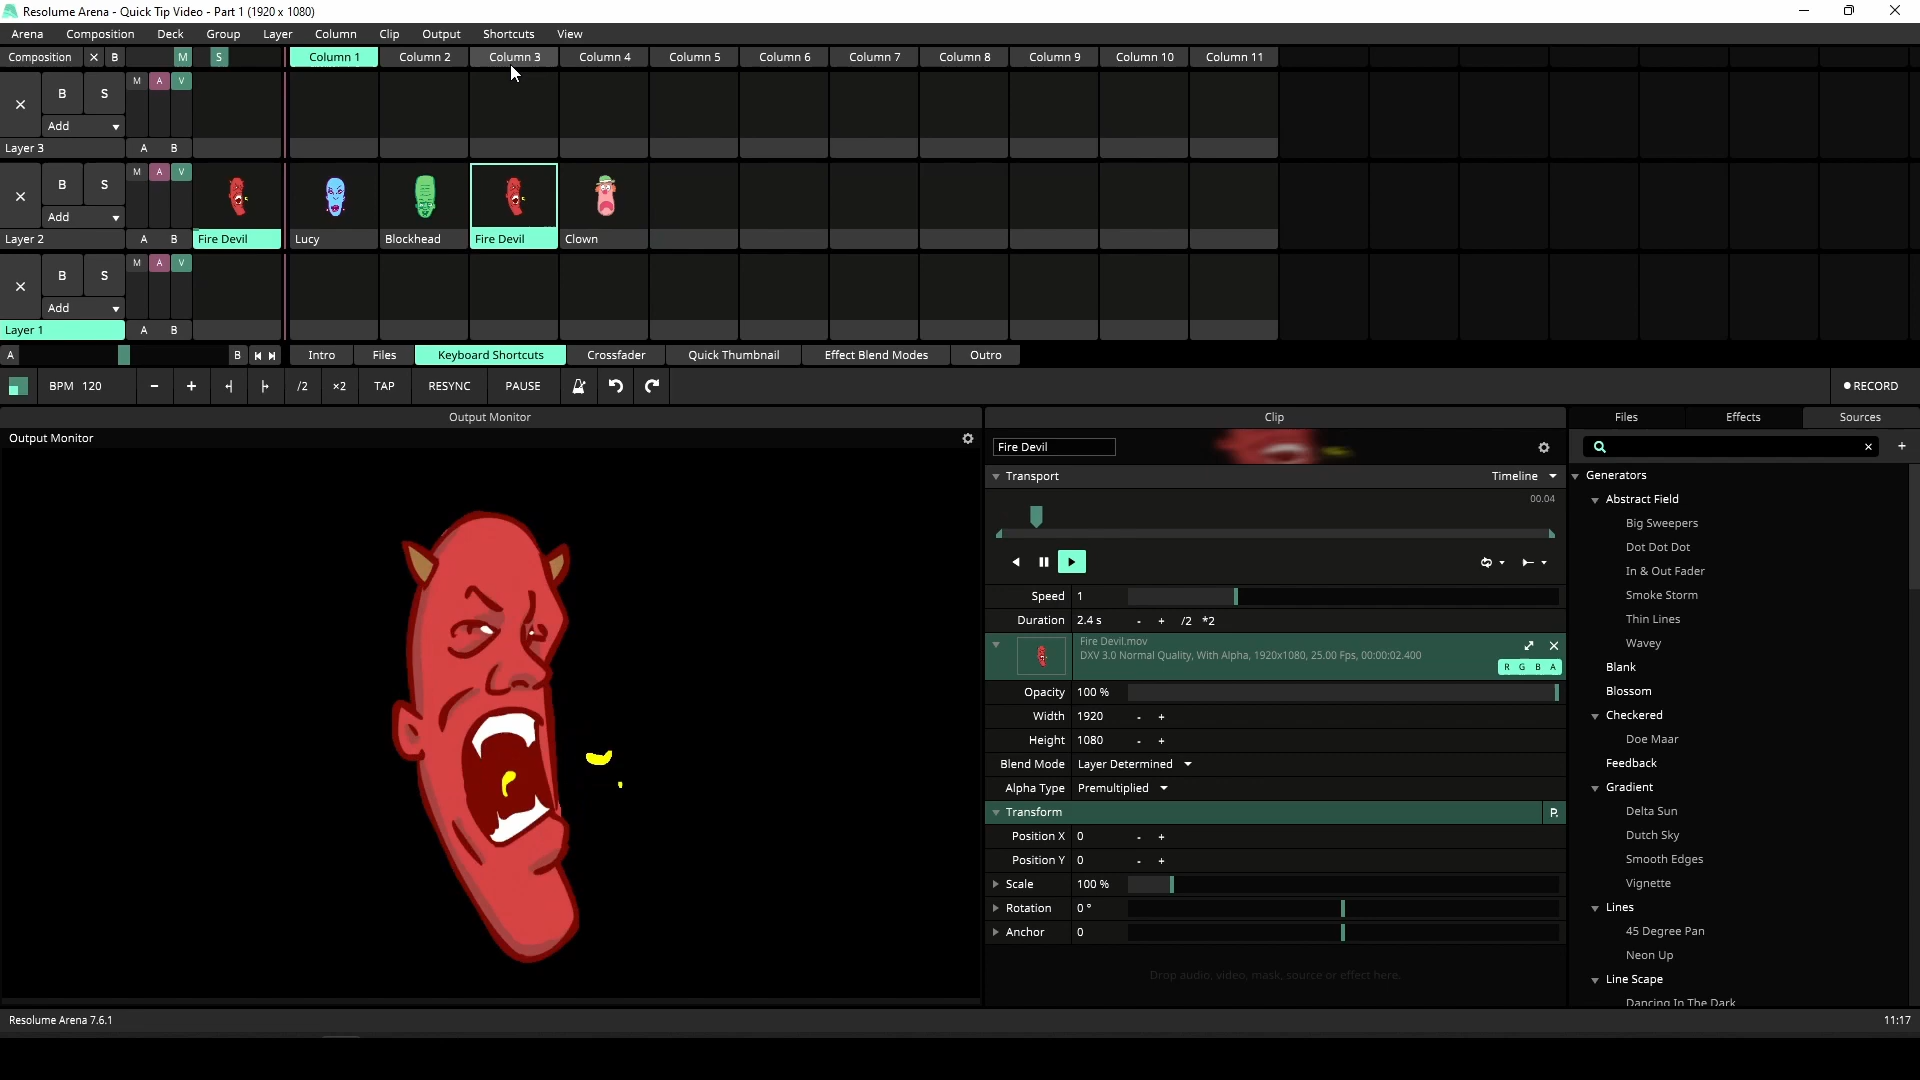 Resolume Arena - Quick Tip Video - Part 1 (1920 x 1080)
Arena Composition Deck Group Layer Column Clip Output Shortcuts View
Composition B M S Column 1 Column 2 Column 3 Column 4 Column 5 Column 6 Column 7 Column 8 Column 9 Column 10 Column 11
M A V
B S
Add
Layer 3 A B
M A V
B S
Add
Layer 2 A B Fire Devil Lucy Blockhead Fire Devil Clown
M A V
B S
Add
Layer 1 A B
A B Intro Files Keyboard Shortcuts Crossfader Quick Thumbnail Effect Blend Modes Outro
BPM 120 - + /2 ×2 TAP RESYNC PAUSE RECORD
Output Monitor
Output Monitor
Clip
Fire Devil
Transport Timeline
00.04
Speed 1
Duration 2.4 s - + /2 *2
Fire Devil.mov
DXV 3.0 Normal Quality, With Alpha, 1920x1080, 25.00 Fps, 00:00:02.400
R G B A
Opacity 100 %
Width 1920 - +
Height 1080 - +
Blend Mode Layer Determined
Alpha Type Premultiplied
Transform P.
Position X 0 - +
Position Y 0 - +
Scale 100 %
Rotation 0 °
Anchor 0
Drop audio, video, mask, source or effect here.
Files Effects Sources
+
Generators
Abstract Field
Big Sweepers
Dot Dot Dot
In & Out Fader
Smoke Storm
Thin Lines
Wavey
Blank
Blossom
Checkered
Doe Maar
Feedback
Gradient
Delta Sun
Dutch Sky
Smooth Edges
Vignette
Lines
45 Degree Pan
Neon Up
Line Scape
Dancing In The Dark
Resolume Arena 7.6.1 11:17